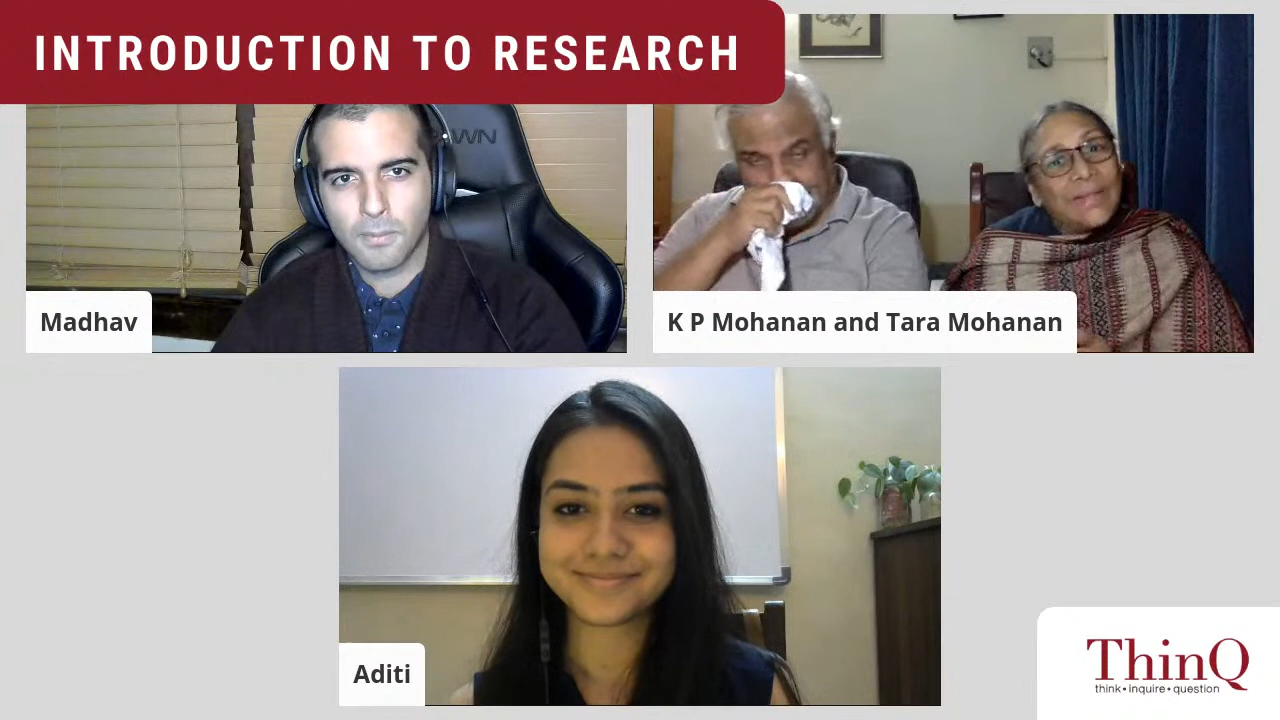 INTRODUCTION TO RESEARCH
Madhav
K P Mohanan and Tara Mohanan
Aditi
ThinQ
think • inquire • question